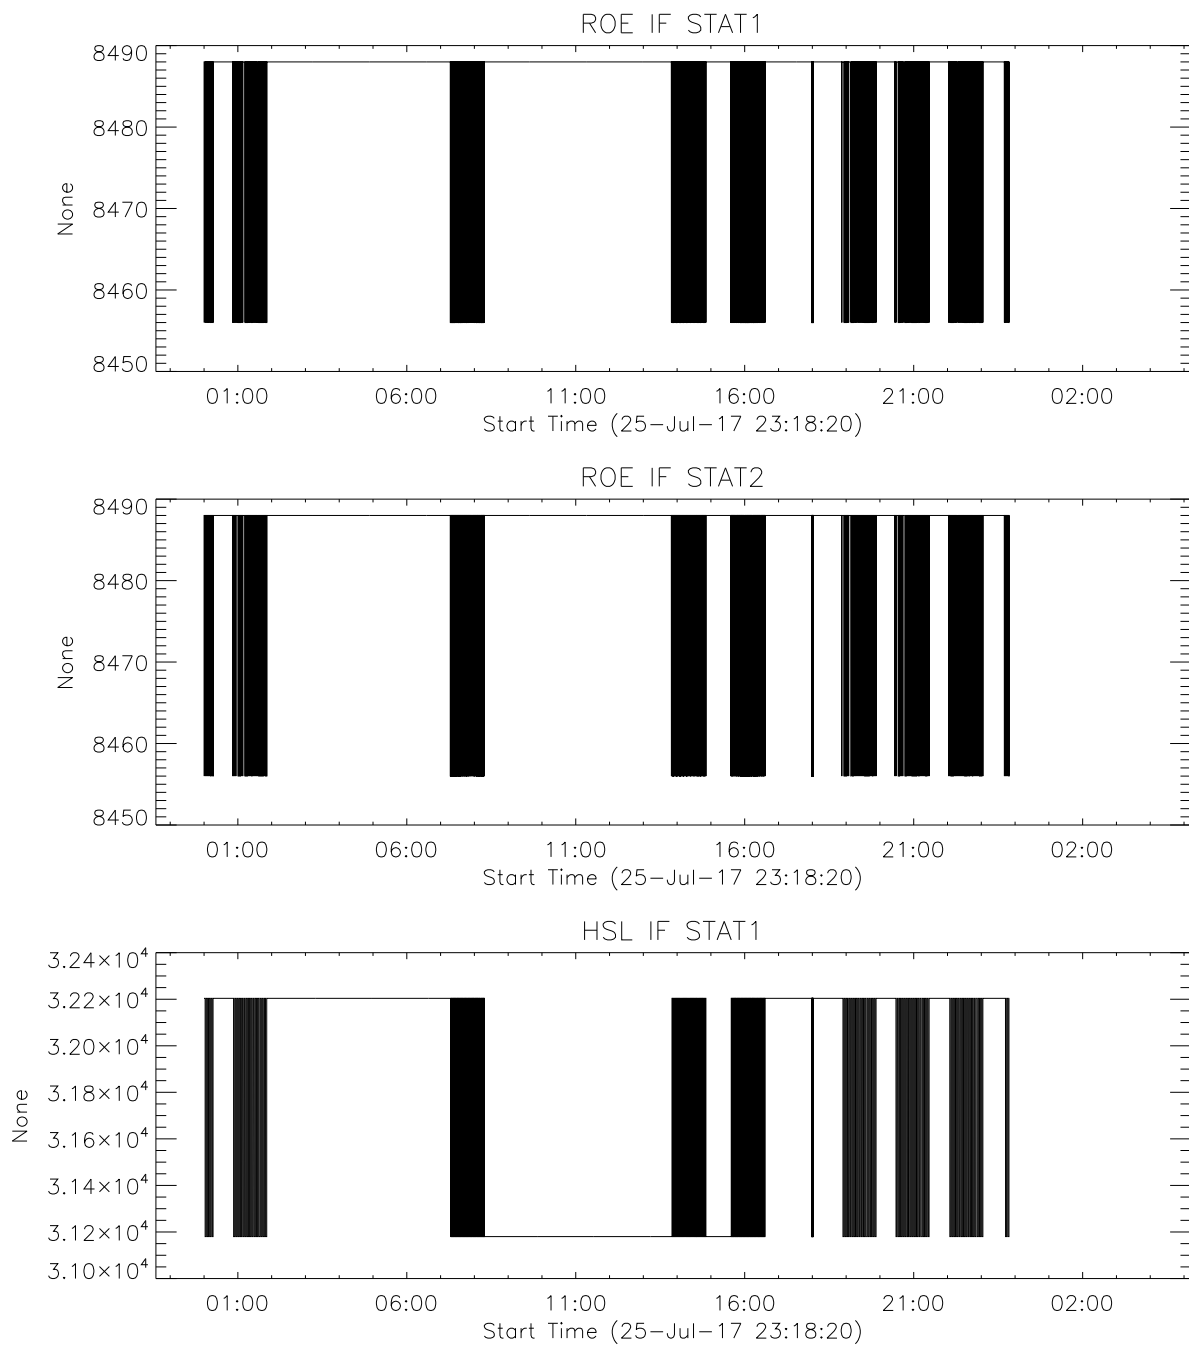 ROE IF STAT1
8490
8480
8470
8460
8450
None
01:00 06:00 11:00 16:00 21:00 02:00
Start Time (25-Jul-17 23:18:20)
ROE IF STAT2
8490
8480
8470
8460
8450
None
01:00 06:00 11:00 16:00 21:00 02:00
Start Time (25-Jul-17 23:18:20)
HSL IF STAT1
3.24×10⁴
3.22×10⁴
3.20×10⁴
3.18×10⁴
3.16×10⁴
3.14×10⁴
3.12×10⁴
3.10×10⁴
None
01:00 06:00 11:00 16:00 21:00 02:00
Start Time (25-Jul-17 23:18:20)